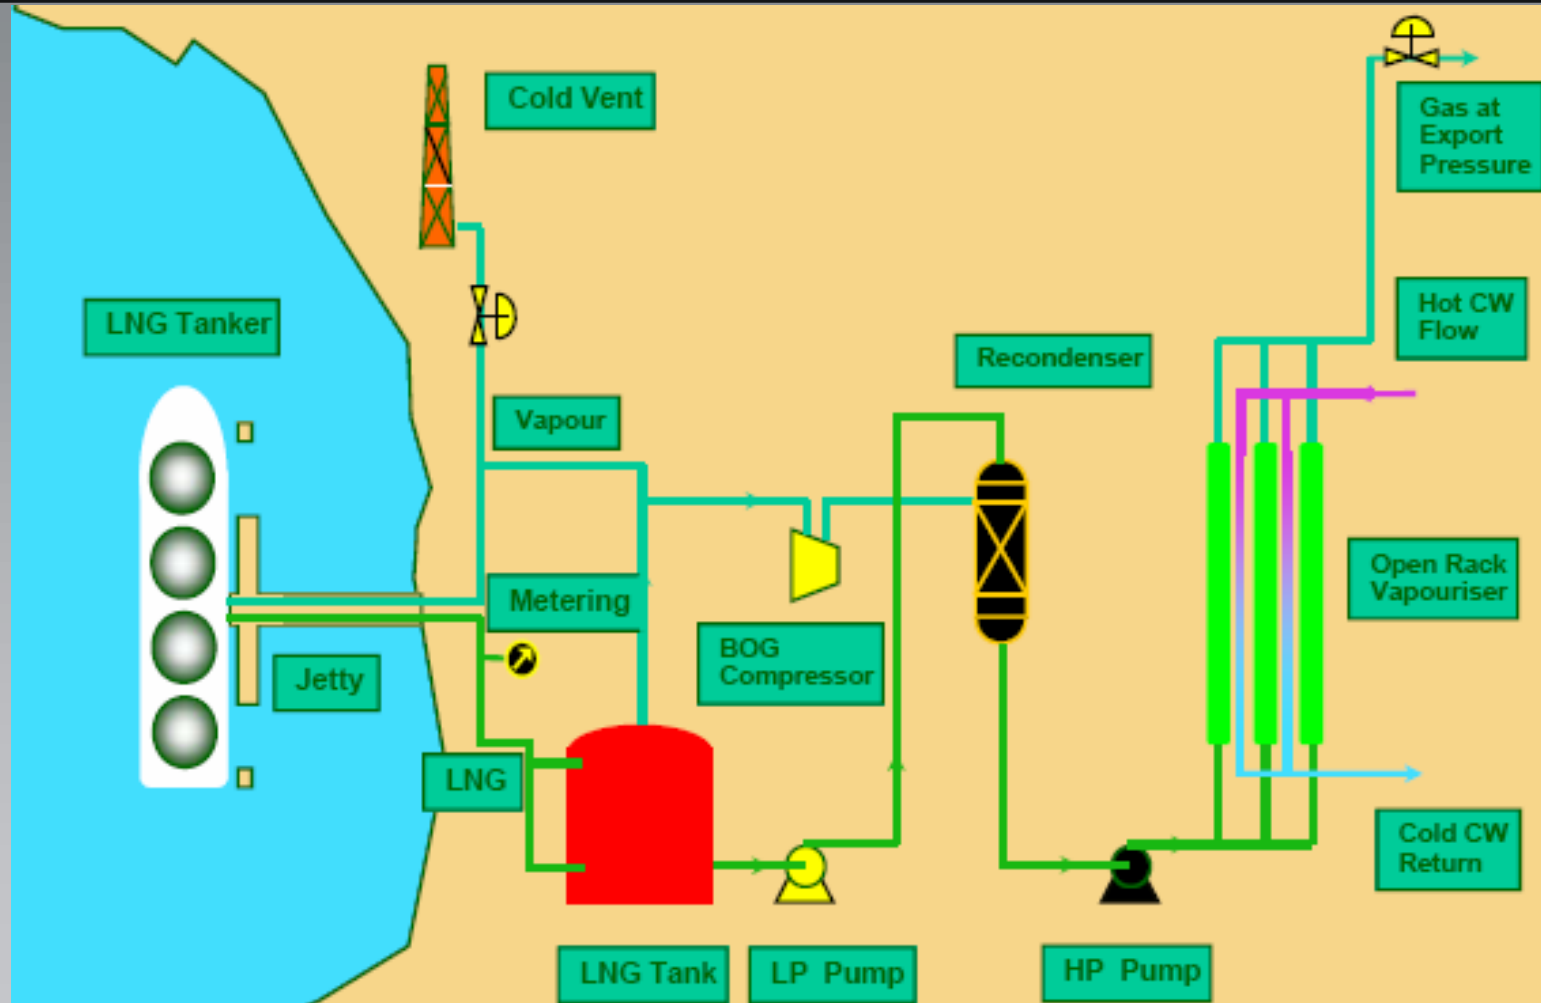 Cold Vent
Gas at
Export
Pressure
LNG Tanker
Hot CW
Flow
Recondenser
Vapour
Open Rack
Vapouriser
Metering
BOG
Compressor
Jetty
LNG
Cold CW
Return
LNG Tank
LP Pump
HP Pump